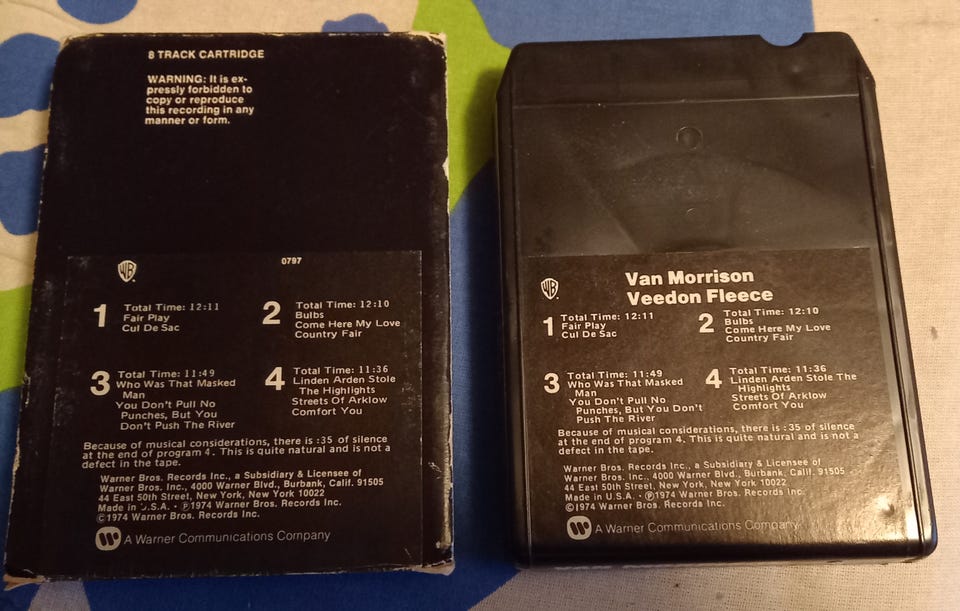 8 TRACK CARTRIDGE
WARNING: It is ex-
pressly forbidden to
copy or reproduce
this recording in any
manner or form.
WB
0797
1 Total Time: 12:11
Fair Play
Cul De Sac
2 Total Time: 12:10
Bulbs
Come Here My Love
Country Fair
3 Total Time: 11:49
Who Was That Masked
Man
You Don't Pull No
Punches, But You
Don't Push The River
4 Total Time: 11:36
Linden Arden Stole
The Highlights
Streets Of Arklow
Comfort You
Because of musical considerations, there is :35 of silence
at the end of program 4. This is quite natural and is not a
defect in the tape.
Warner Bros. Records Inc., a Subsidiary & Licensee of
Warner Bros. Inc., 4000 Warner Blvd., Burbank, Calif. 91505
44 East 50th Street, New York, New York 10022
Made in U.S.A. · ℗1974 Warner Bros. Records Inc.
©1974 Warner Bros. Records Inc.
A Warner Communications Company
WB
Van Morrison
Veedon Fleece
1 Total Time: 12:11
Fair Play
Cul De Sac
2 Total Time: 12:10
Bulbs
Come Here My Love
Country Fair
3 Total Time: 11:49
Who Was That Masked
Man
You Don't Pull No
Punches, But You Don't
Push The River
4 Total Time: 11:36
Linden Arden Stole The
Highlights
Streets Of Arklow
Comfort You
Because of musical considerations, there is :35 of silence
at the end of program 4. This is quite natural and is not a
defect in the tape.
Warner Bros. Records Inc., a Subsidiary & Licensee of
Warner Bros. Inc., 4000 Warner Blvd., Burbank, Calif. 91505
44 East 50th Street, New York, New York 10022
Made in U.S.A. · ℗1974 Warner Bros. Records Inc.
©1974 Warner Bros. Records Inc.
A Warner Communications Company